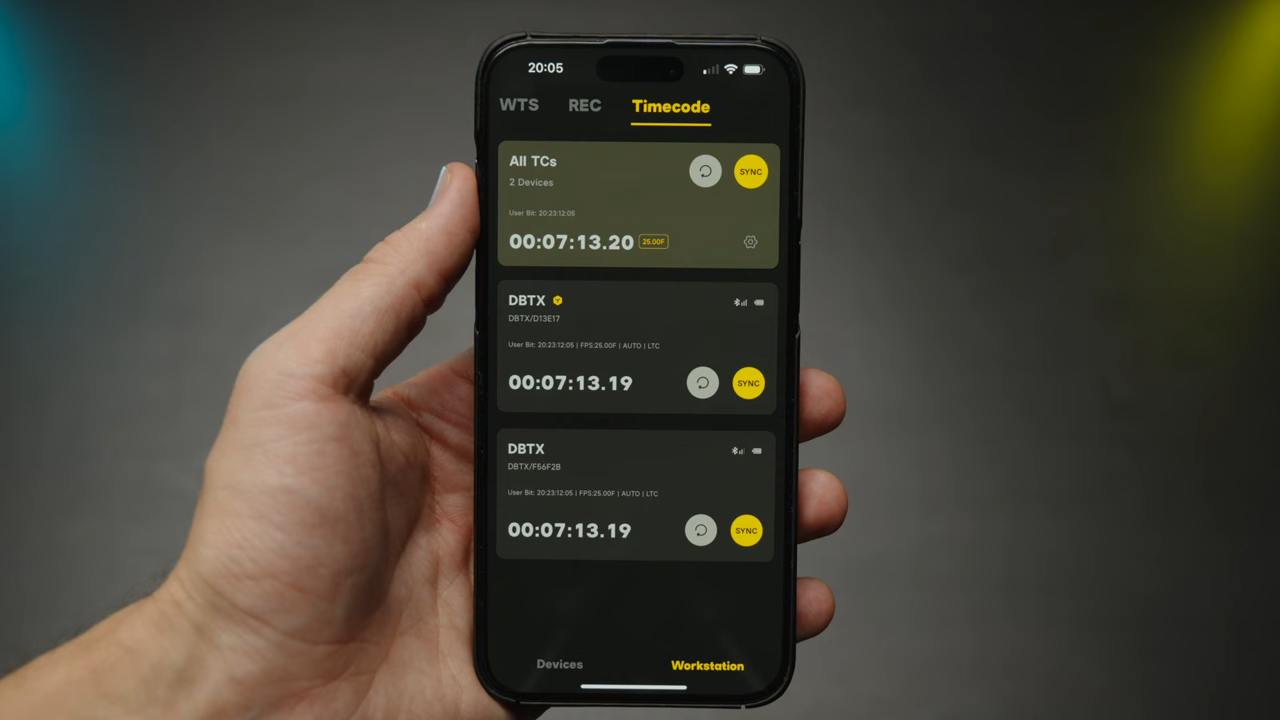 20:05
WTS REC Timecode
All TCs
SYNC
2 Devices
User Bit: 20:23:12:05
00:07:13.20 25.00F
DBTX
DBTX/D13E17
User Bit: 20:23:12:05 | FPS:25.00F | AUTO | LTC
00:07:13.19 SYNC
DBTX
DBTX/F56F2B
User Bit: 20:23:12:05 | FPS:25.00F | AUTO | LTC
00:07:13.19 SYNC
Devices Workstation